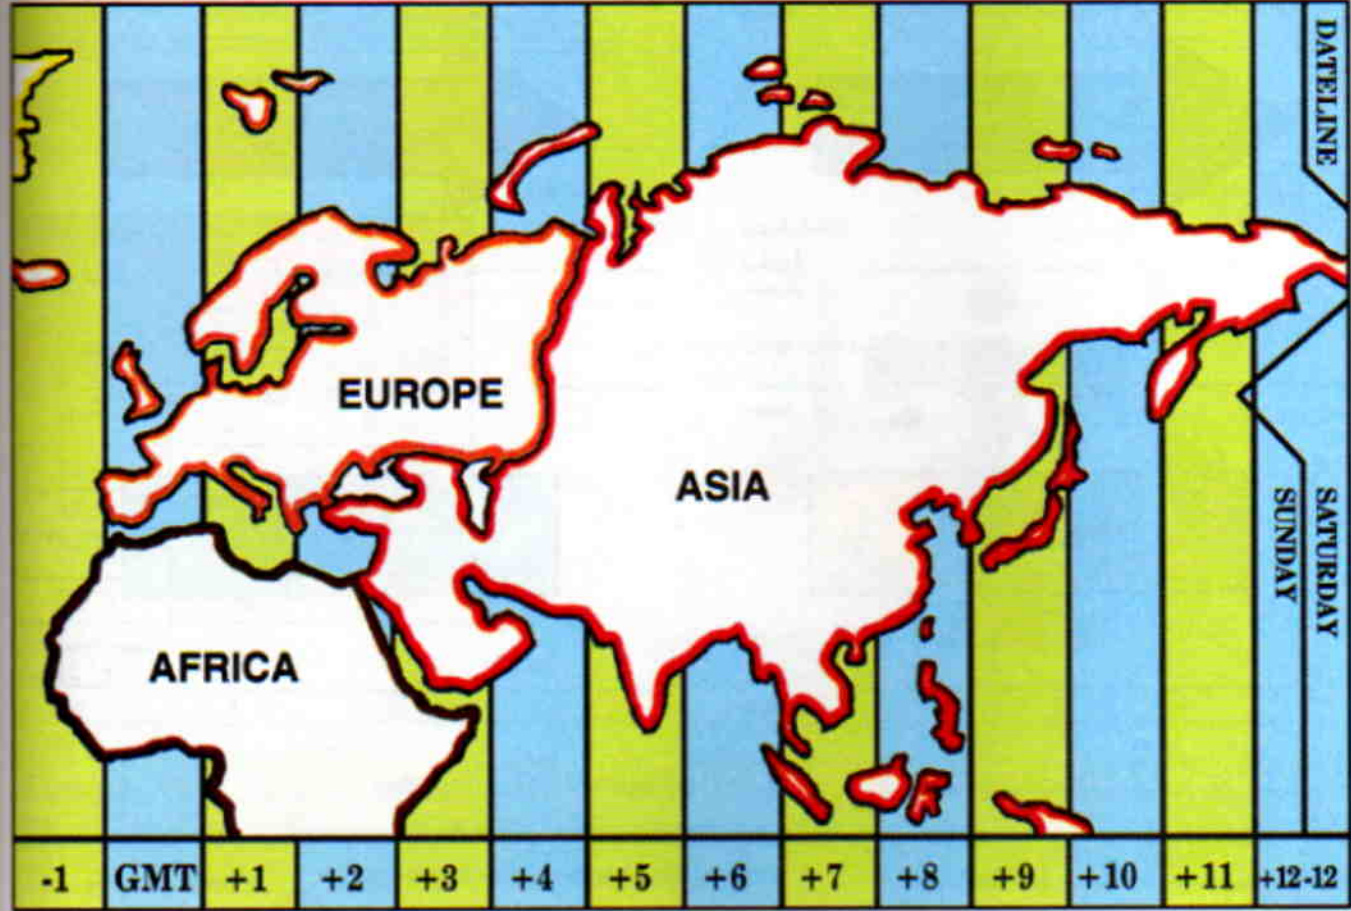 DATELINE
EUROPE
ASIA
SUNDAY
SATURDAY
AFRICA
-1 GMT +1 +2 +3 +4 +5 +6 +7 +8 +9 +10 +11 +12 -12